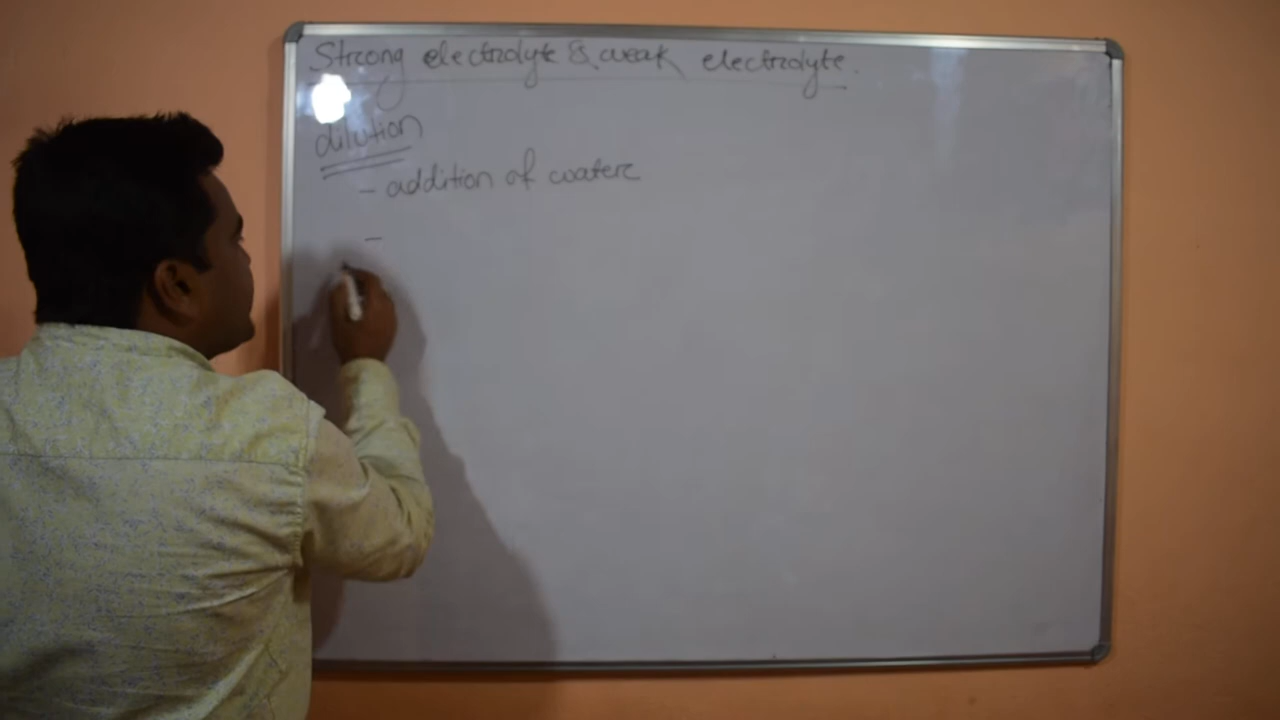 Strong electrolyte & weak electrolyte.
dilution
- addition of water
-